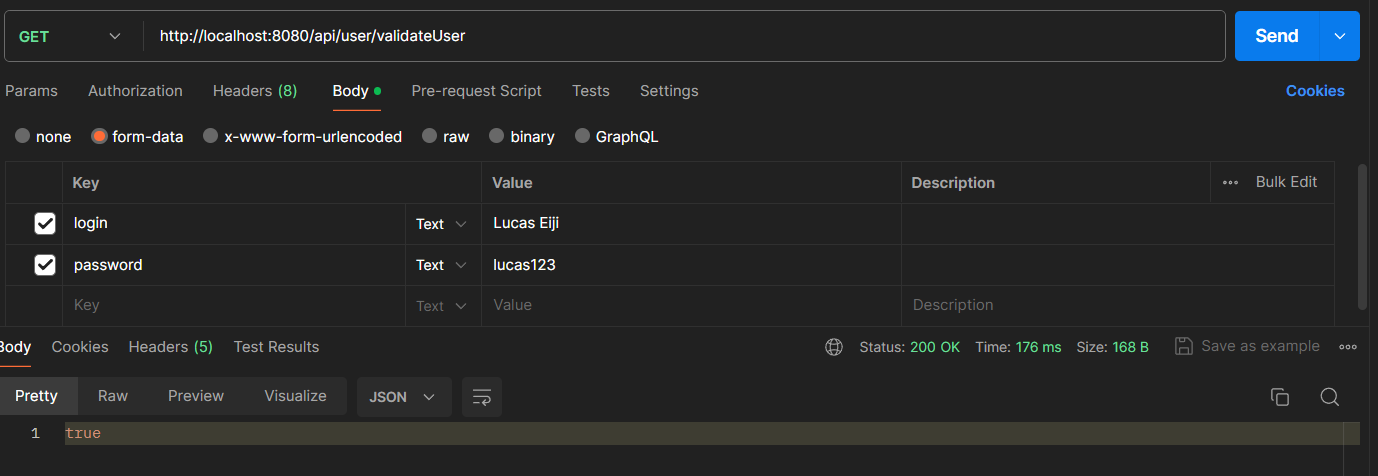 GET http://localhost:8080/api/user/validateUser Send
Params Authorization Headers (8) Body Pre-request Script Tests Settings Cookies
none form-data x-www-form-urlencoded raw binary GraphQL
Key Value Description Bulk Edit
login Text Lucas Eiji
password Text lucas123
Key Text Value Description
Body Cookies Headers (5) Test Results Status: 200 OK Time: 176 ms Size: 168 B Save as example
Pretty Raw Preview Visualize JSON
1 true